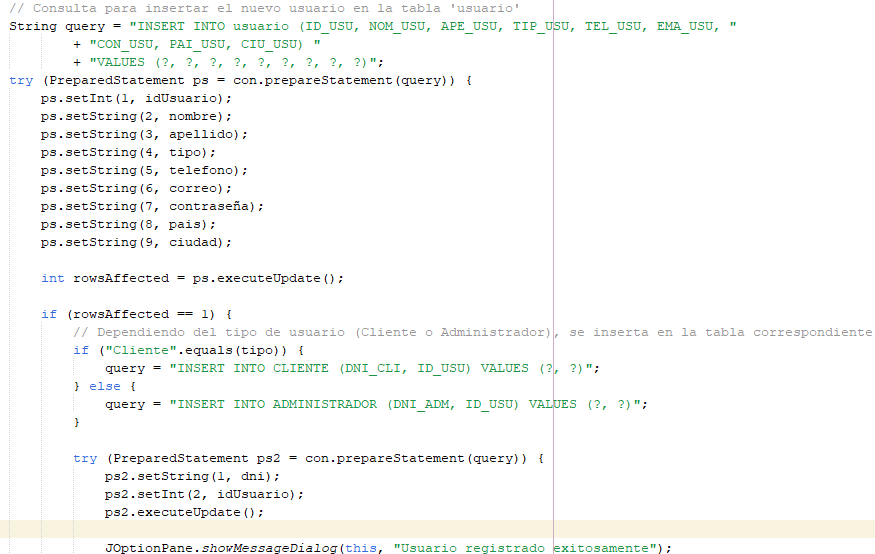 // Consulta para insertar el nuevo usuario en la tabla 'usuario'
String query = "INSERT INTO usuario (ID_USU, NOM_USU, APE_USU, TIP_USU, TEL_USU, EMA_USU, "
        + "CON_USU, PAI_USU, CIU_USU) "
        + "VALUES (?, ?, ?, ?, ?, ?, ?, ?, ?)";
try (PreparedStatement ps = con.prepareStatement(query)) {
    ps.setInt(1, idUsuario);
    ps.setString(2, nombre);
    ps.setString(3, apellido);
    ps.setString(4, tipo);
    ps.setString(5, telefono);
    ps.setString(6, correo);
    ps.setString(7, contraseña);
    ps.setString(8, pais);
    ps.setString(9, ciudad);

    int rowsAffected = ps.executeUpdate();

    if (rowsAffected == 1) {
        // Dependiendo del tipo de usuario (Cliente o Administrador), se inserta en la tabla correspondiente
        if ("Cliente".equals(tipo)) {
            query = "INSERT INTO CLIENTE (DNI_CLI, ID_USU) VALUES (?, ?)";
        } else {
            query = "INSERT INTO ADMINISTRADOR (DNI_ADM, ID_USU) VALUES (?, ?)";
        }

        try (PreparedStatement ps2 = con.prepareStatement(query)) {
            ps2.setString(1, dni);
            ps2.setInt(2, idUsuario);
            ps2.executeUpdate();

            JOptionPane.showMessageDialog(this, "Usuario registrado exitosamente");